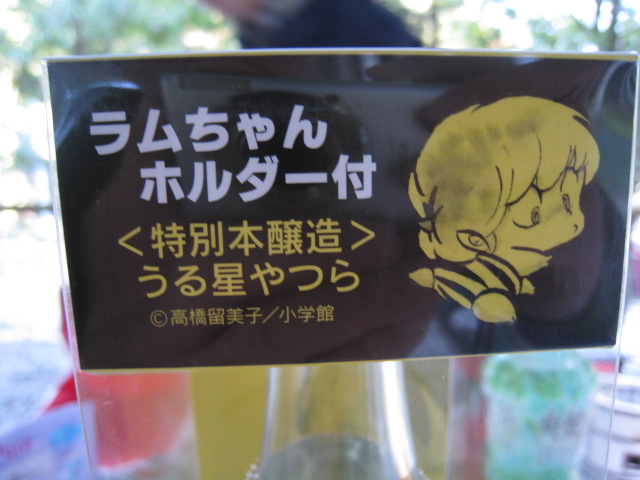 ラムちゃん
ホルダー付
＜特別本醸造＞
うる星やつら
©高橋留美子／小学館